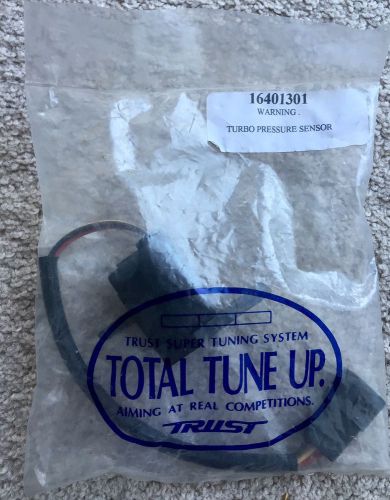 16401301
WARNING .
TURBO PRESSURE SENSOR
TRUST SUPER TUNING SYSTEM
TOTAL TUNE UP.
AIMING AT REAL COMPETITIONS.
TRUST